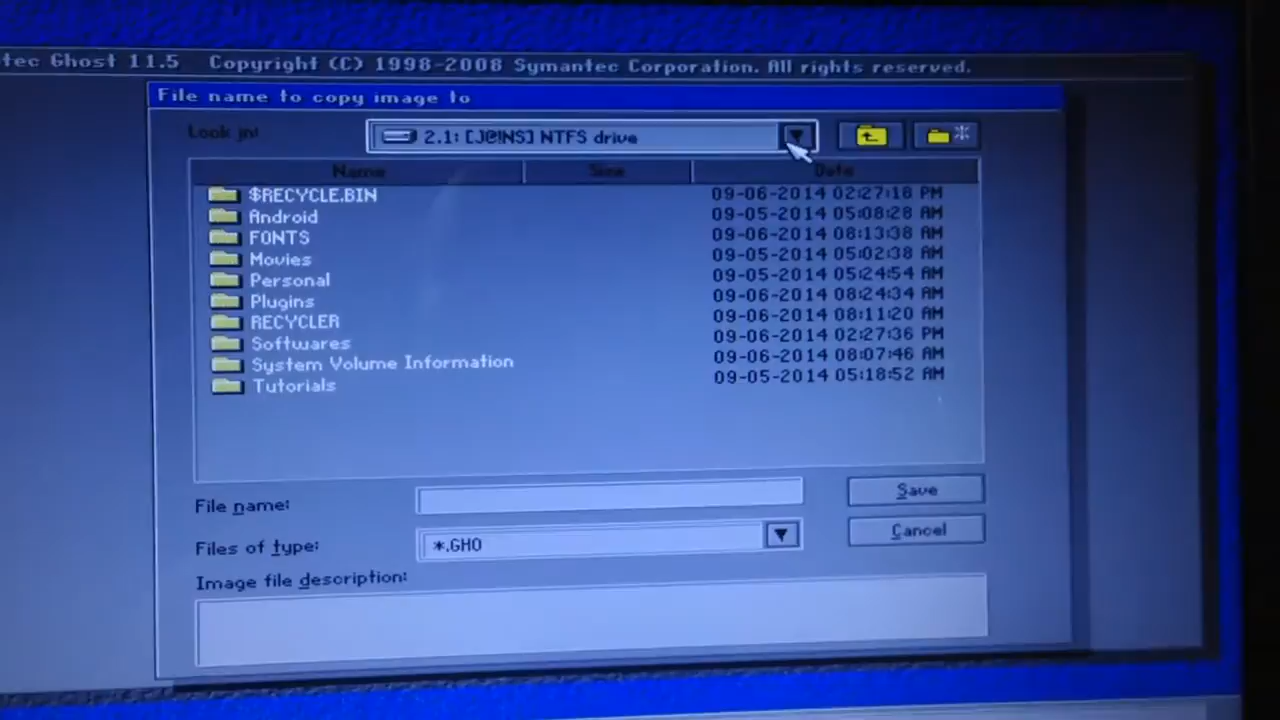 tec Ghost 11.5 Copyright (C) 1998-2008 Symantec Corporation. All rights reserved.
File name to copy image to
Look in:
2.1: [J@!NS] NTFS drive
Name Size Date
$RECYCLE.BIN 09-06-2014 02:27:18 PM
Android 09-05-2014 05:08:28 AM
FONTS 09-06-2014 08:13:38 AM
Movies 09-05-2014 05:02:38 AM
Personal 09-05-2014 05:24:54 AM
Plugins 09-06-2014 08:24:34 AM
RECYCLER 09-06-2014 08:11:20 AM
Softwares 09-06-2014 02:27:36 PM
System Volume Information 09-06-2014 08:07:46 AM
Tutorials 09-05-2014 05:18:52 AM
File name:
Save
Files of type:
*.GHO
Cancel
Image file description: